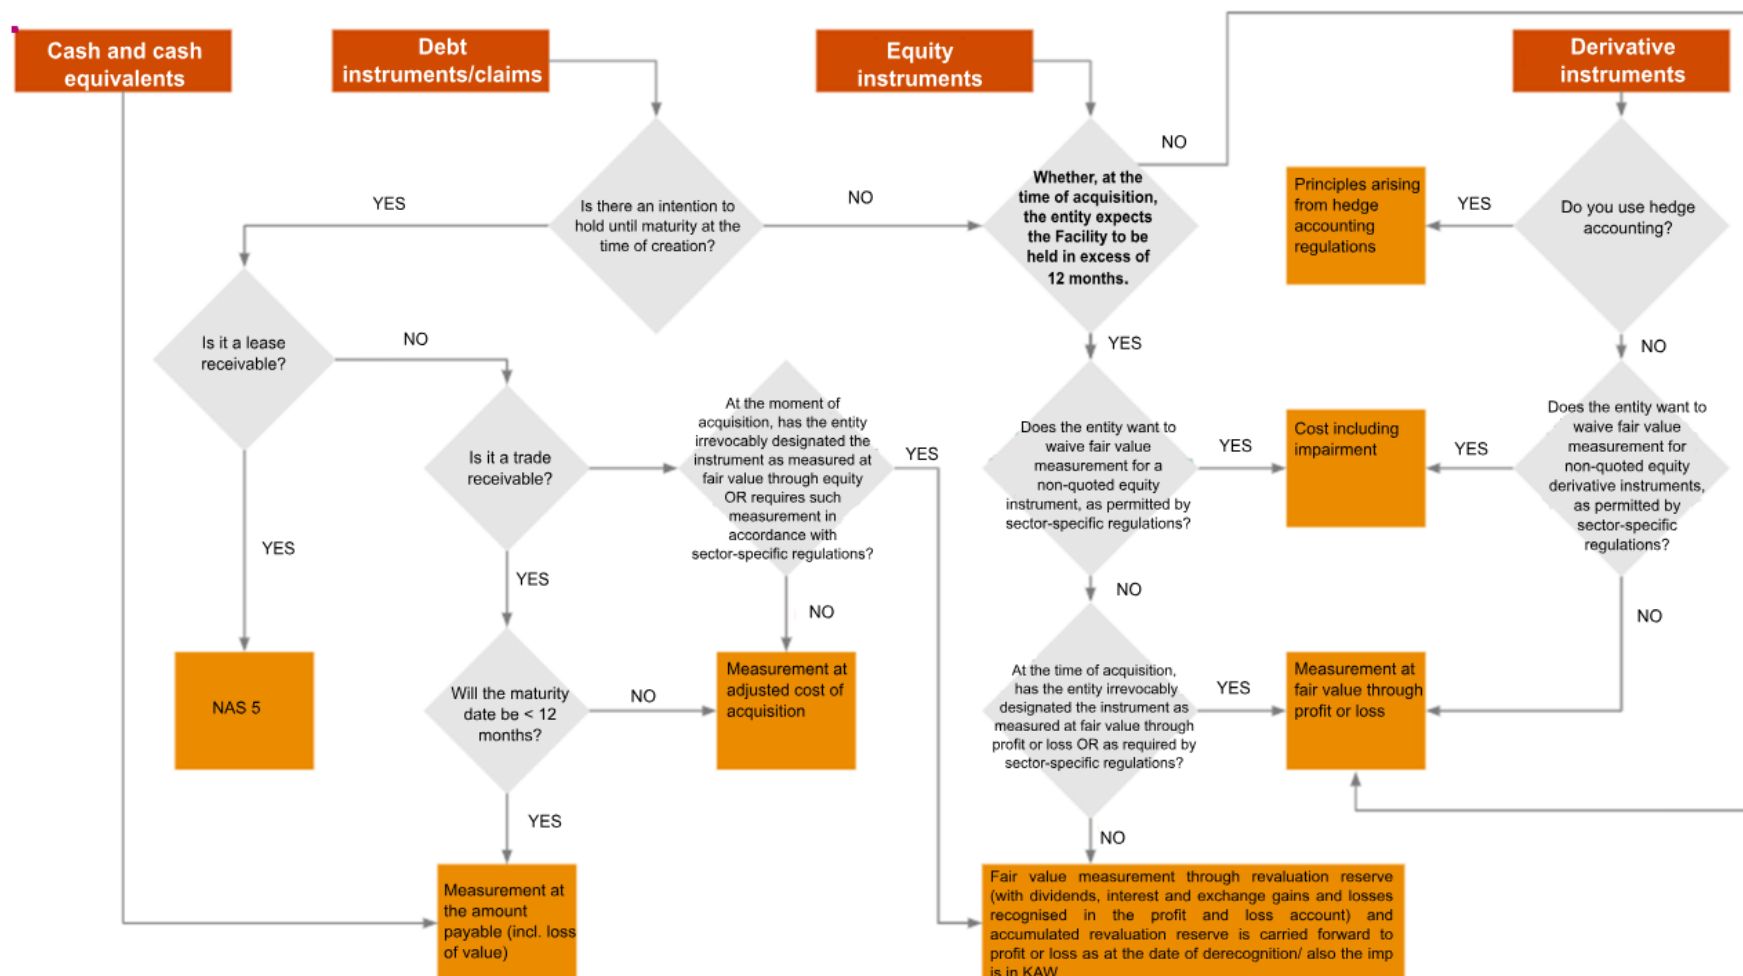 Cash and cash
equivalents
Debt
instruments/claims
Equity
instruments
Derivative
instruments
NO
Whether, at the
time of acquisition,
the entity expects
the Facility to be
held in excess of
12 months.
Principles arising
from hedge
accounting
regulations
YES
Do you use hedge
accounting?
YES
Is there an intention to
hold until maturity at the
time of creation?
NO
Is it a lease
receivable?
NO
YES
NO
At the moment of
acquisition, has the entity
irrevocably designated the
instrument as measured at
fair value through equity
OR requires such
measurement in
accordance with
sector-specific regulations?
YES
Is it a trade
receivable?
Does the entity want to
waive fair value
measurement for a
non-quoted equity
instrument, as permitted by
sector-specific regulations?
YES
Cost including
impairment
YES
Does the entity want to
waive fair value
measurement for
non-quoted equity
derivative instruments,
as permitted by
sector-specific
regulations?
YES
YES
NO
NO
NO
NAS 5
Will the maturity
date be < 12
months?
NO
Measurement at
adjusted cost of
acquisition
At the time of acquisition,
has the entity irrevocably
designated the instrument as
measured at fair value through
profit or loss OR as required by
sector-specific regulations?
YES
Measurement at
fair value through
profit or loss
YES
NO
Measurement at
the amount
payable (incl. loss
of value)
Fair value measurement through revaluation reserve
(with dividends, interest and exchange gains and losses
recognised in the profit and loss account) and
accumulated revaluation reserve is carried forward to
profit or loss as at the date of derecognition/ also the imp
is in KAW